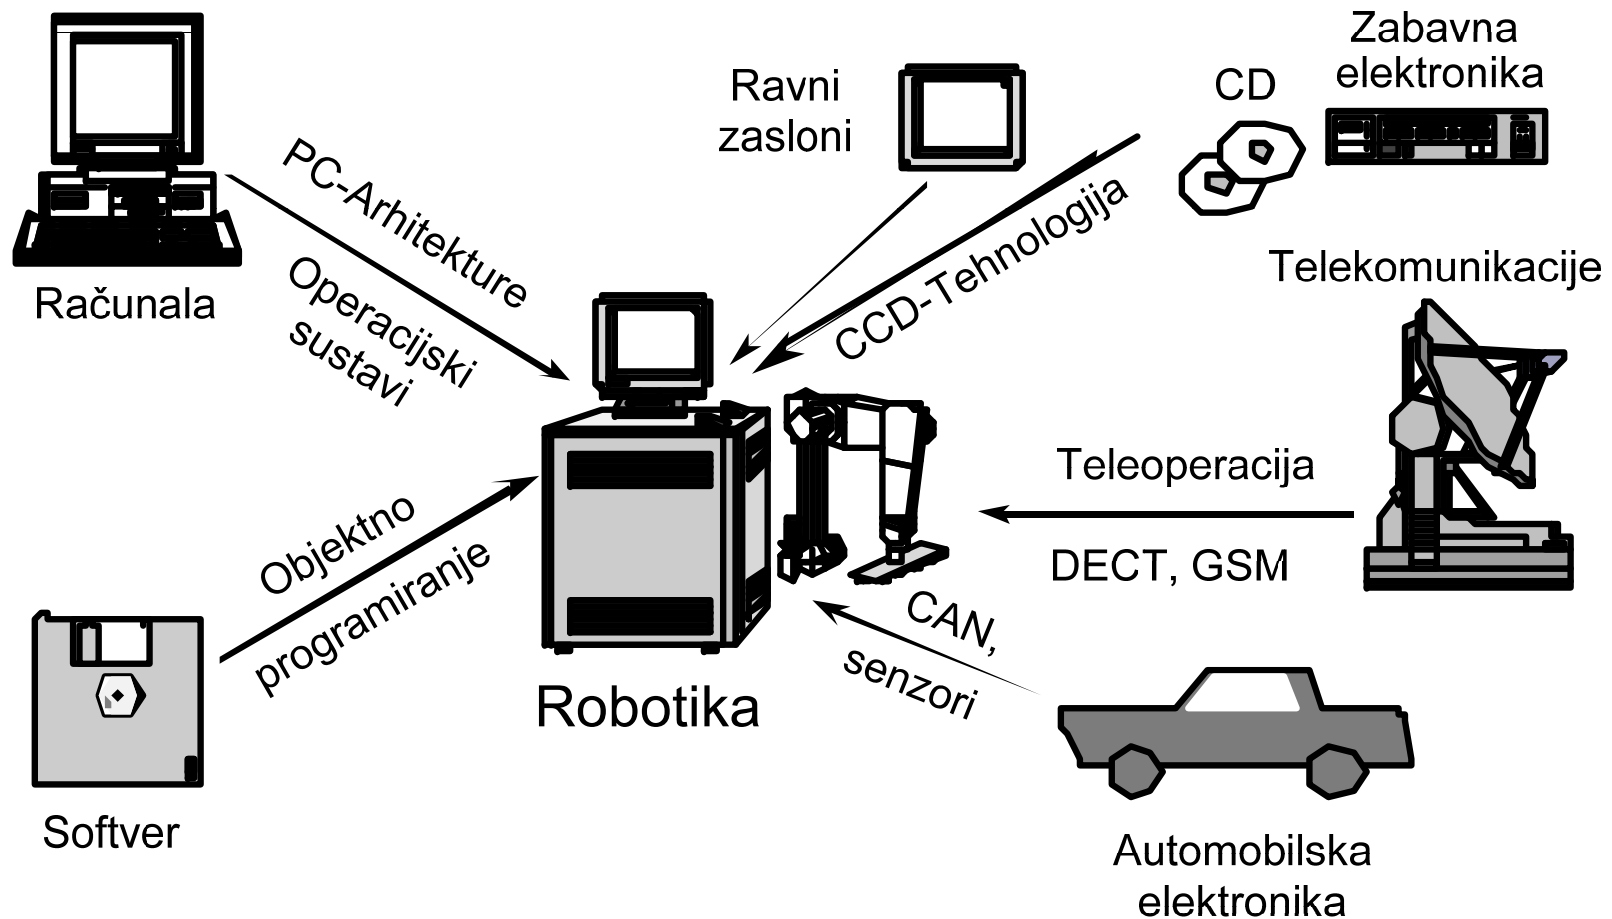 Zabavna
elektronika
CD
Ravni
zasloni
PC-Arhitekture
Operacijski
sustavi
Računala
CCD-Tehnologija
Telekomunikacije
Teleoperacija
DECT, GSM
Objektno
programiranje
CAN,
senzori
Robotika
Softver
Automobilska
elektronika